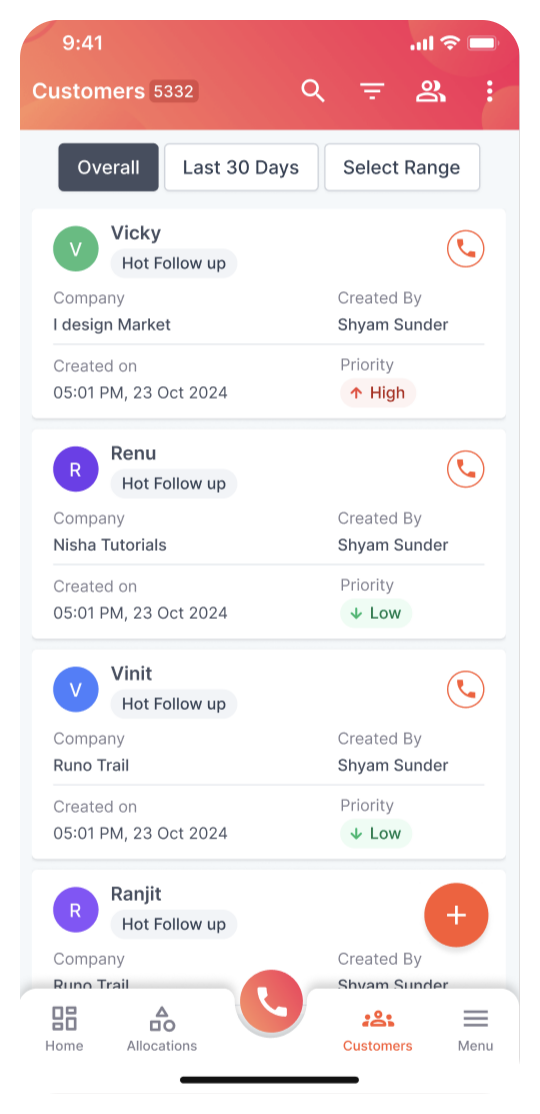 9:41
Customers 5332
Overall Last 30 Days Select Range
V Vicky
Hot Follow up
Company Created By
I design Market Shyam Sunder
Created on Priority
05:01 PM, 23 Oct 2024 High
R Renu
Hot Follow up
Company Created By
Nisha Tutorials Shyam Sunder
Created on Priority
05:01 PM, 23 Oct 2024 Low
V Vinit
Hot Follow up
Company Created By
Runo Trail Shyam Sunder
Created on Priority
05:01 PM, 23 Oct 2024 Low
R Ranjit
Hot Follow up
Company Created By
Runo Trail Shyam Sunder
Home Allocations Customers Menu